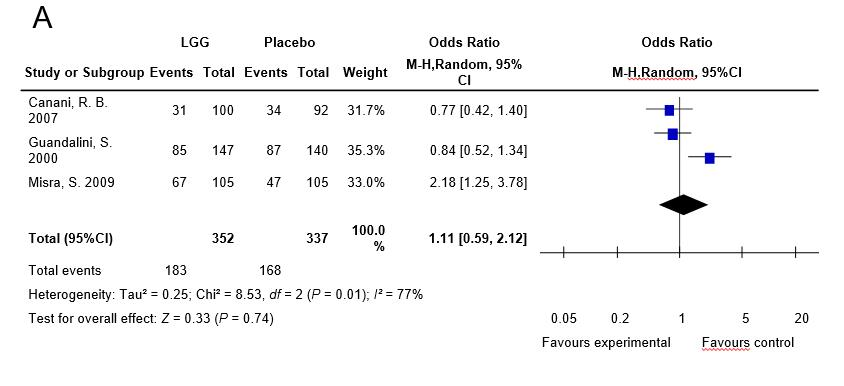 A
LGG Placebo Odds Ratio Odds Ratio
Study or Subgroup Events Total Events Total Weight M-H,Random, 95% CI M-H,Random, 95%CI
Canani, R. B. 2007 31 100 34 92 31.7% 0.77 [0.42, 1.40]
Guandalini, S. 2000 85 147 87 140 35.3% 0.84 [0.52, 1.34]
Misra, S. 2009 67 105 47 105 33.0% 2.18 [1.25, 3.78]
Total (95%CI) 352 337 100.0 % 1.11 [0.59, 2.12]
Total events 183 168
Heterogeneity: Tau² = 0.25; Chi² = 8.53, df = 2 (P = 0.01); I² = 77%
Test for overall effect: Z = 0.33 (P = 0.74)
0.05 0.2 1 5 20
Favours experimental Favours control